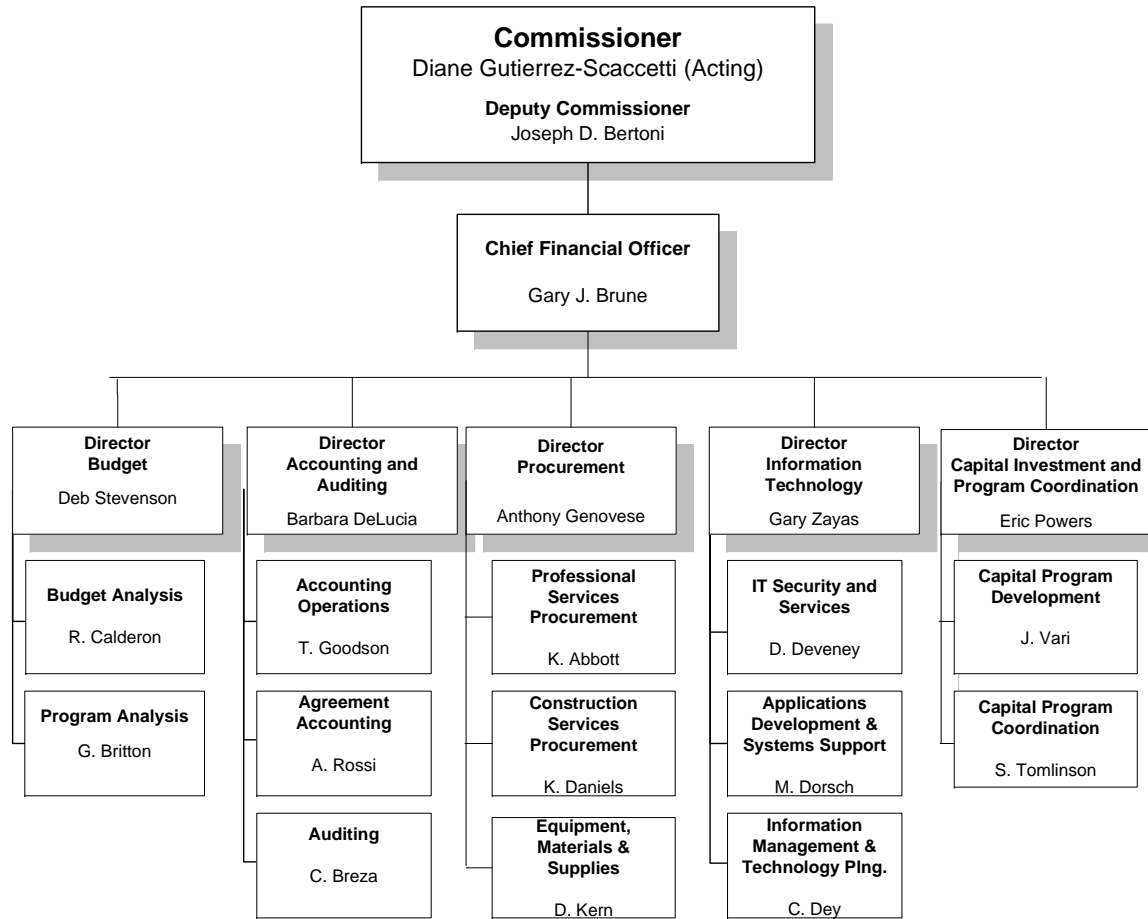 Commissioner
Diane Gutierrez-Scaccetti (Acting)
Deputy Commissioner
Joseph D. Bertoni
Chief Financial Officer
Gary J. Brune
Director
Budget
Deb Stevenson
Budget Analysis
R. Calderon
Program Analysis
G. Britton
Director
Accounting and
Auditing
Barbara DeLucia
Accounting
Operations
T. Goodson
Agreement
Accounting
A. Rossi
Auditing
C. Breza
Director
Procurement
Anthony Genovese
Professional
Services
Procurement
K. Abbott
Construction
Services
Procurement
K. Daniels
Equipment,
Materials &
Supplies
D. Kern
Director
Information
Technology
Gary Zayas
IT Security and
Services
D. Deveney
Applications
Development &
Systems Support
M. Dorsch
Information
Management &
Technology Plng.
C. Dey
Director
Capital Investment and
Program Coordination
Eric Powers
Capital Program
Development
J. Vari
Capital Program
Coordination
S. Tomlinson